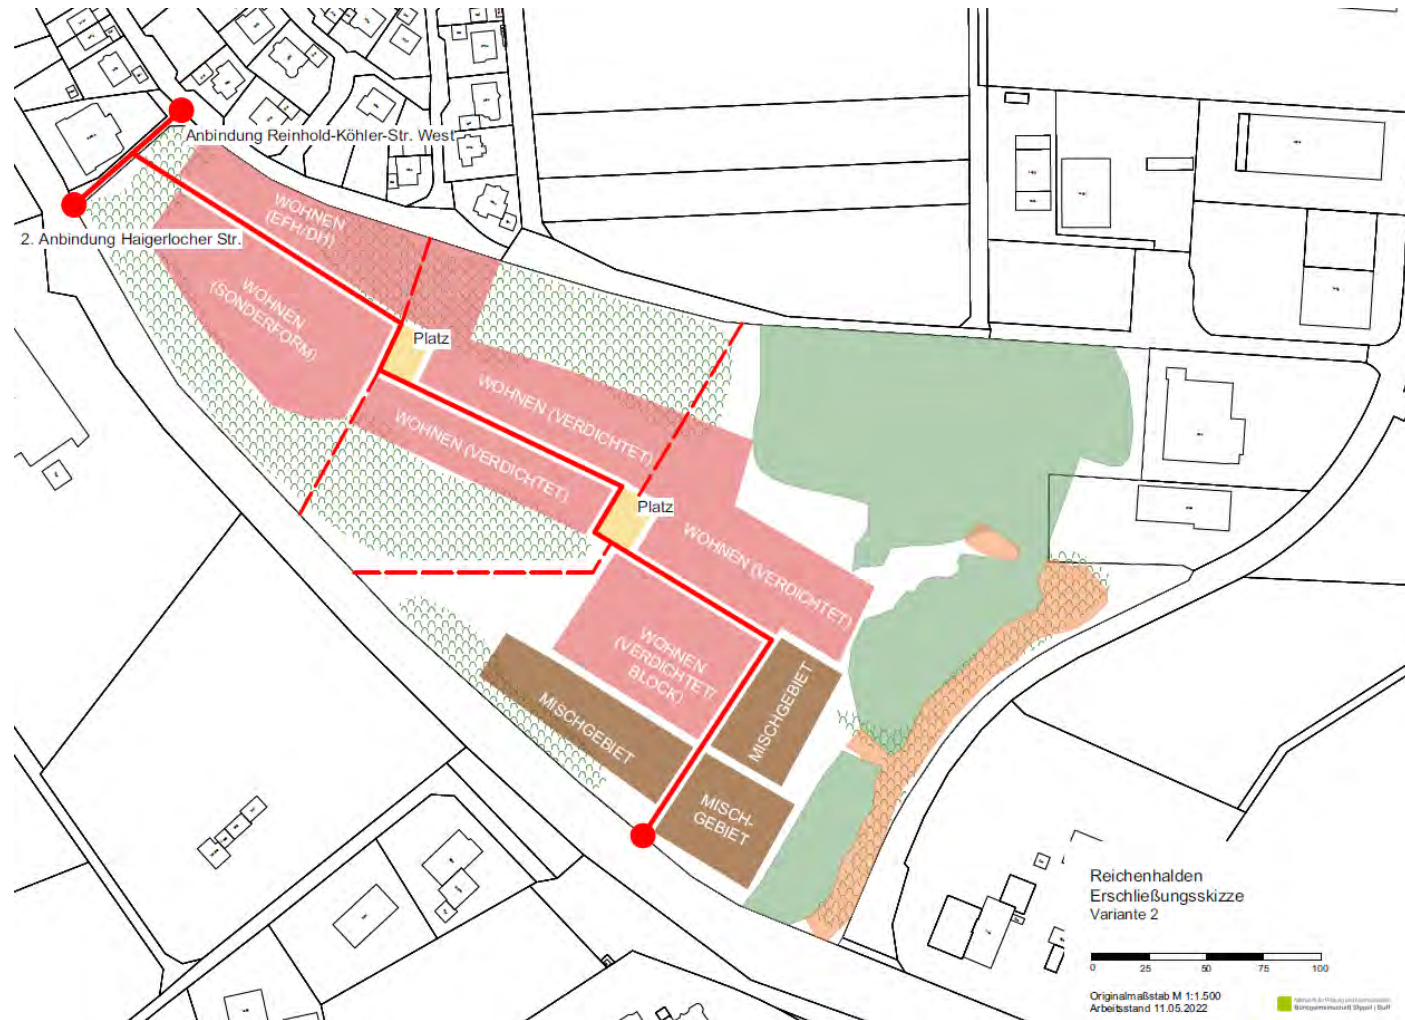 Anbindung Reinhold-Köhler-Str. West
2. Anbindung Haigerlocher Str.
WOHNEN
(EFH/DH)
WOHNEN
(SONDERFORM)
Platz
WOHNEN (VERDICHTET)
WOHNEN (VERDICHTET)
Platz
WOHNEN (VERDICHTET)
WOHNEN
(VERDICHTET/
BLOCK)
MISCHGEBIET
MISCHGEBIET
MISCH-
GEBIET
Reichenhalden
Erschließungsskizze
Variante 2
0 25 50 75 100
Originalmaßstab M 1:1.500
Arbeitsstand 11.05.2022